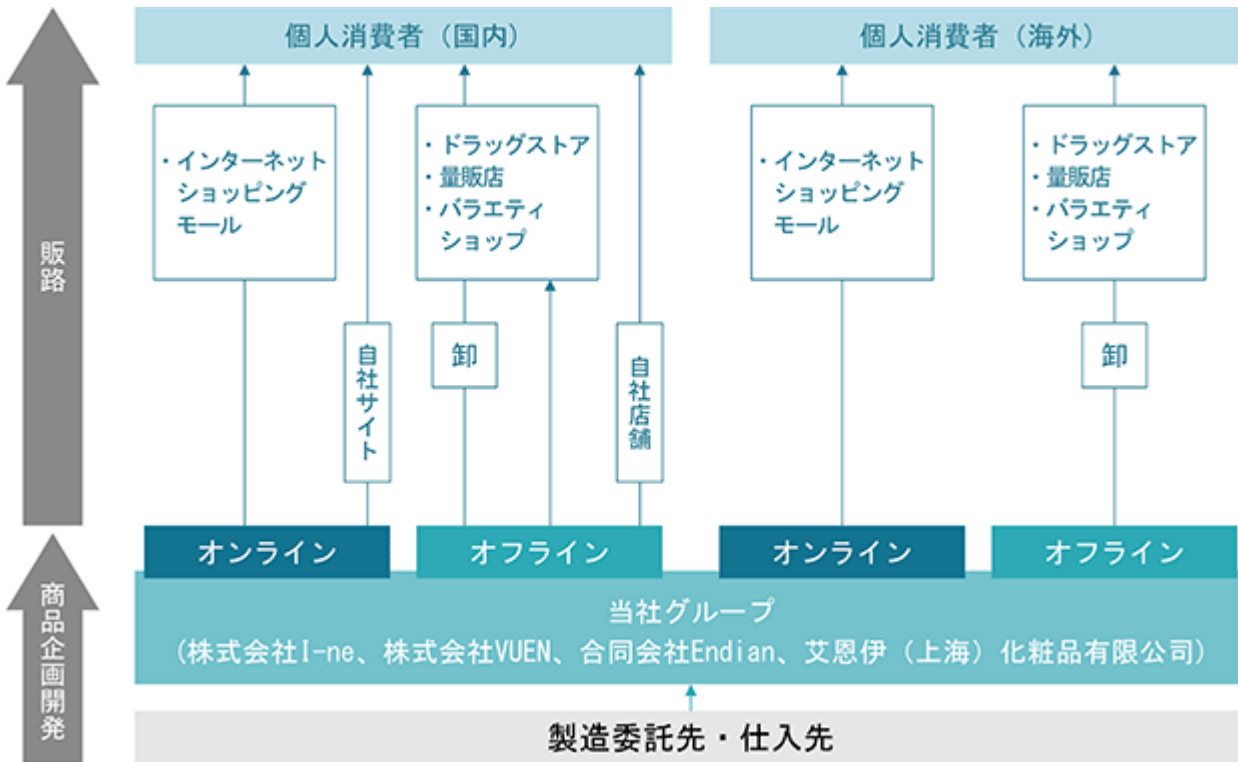 個人消費者（国内）
個人消費者（海外）
・インターネット
ショッピング
モール
・ドラッグストア
・量販店
・バラエティ
ショップ
・インターネット
ショッピング
モール
・ドラッグストア
・量販店
・バラエティ
ショップ
販路
自社サイト
卸
自社店舗
卸
オンライン
オフライン
オンライン
オフライン
商品企画開発
当社グループ
（株式会社I-ne、株式会社VUEN、合同会社Endian、艾恩伊（上海）化粧品有限公司）
製造委託先・仕入先